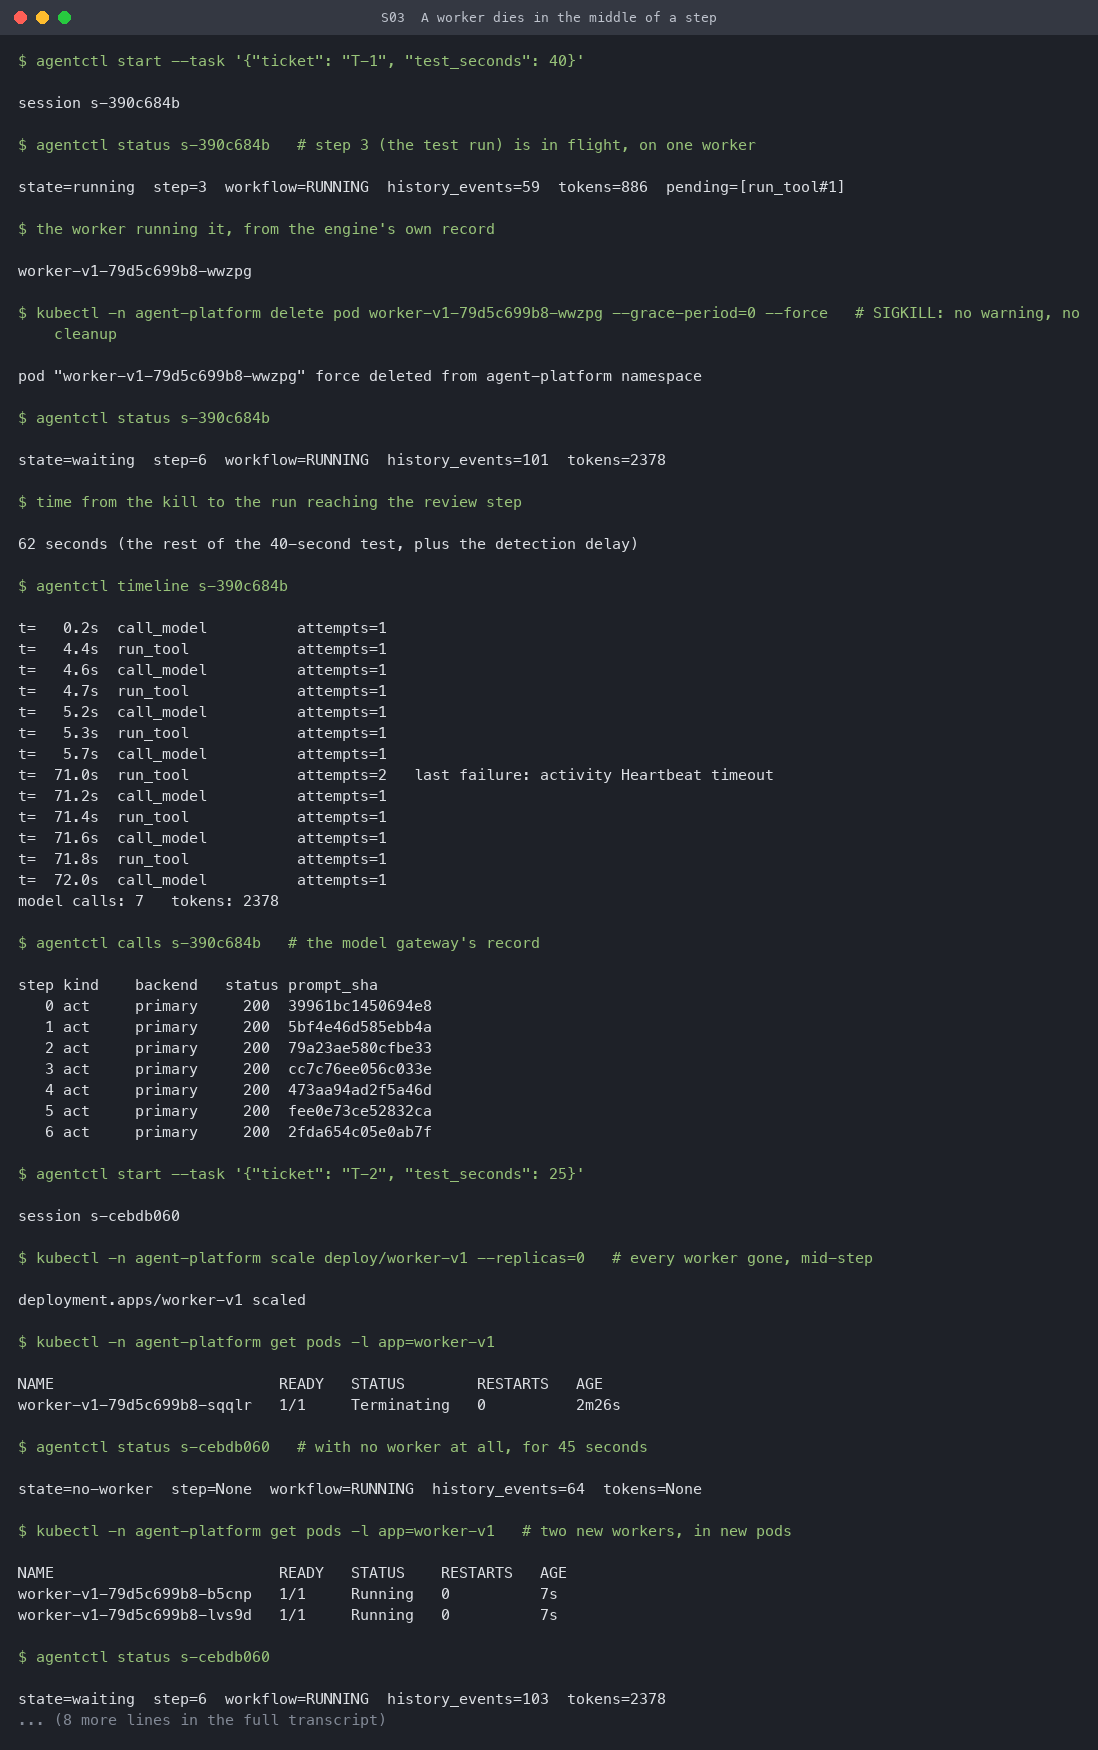 S03  A worker dies in the middle of a step
$ agentctl start --task '{"ticket": "T-1", "test_seconds": 40}'
session s-390c684b
$ agentctl status s-390c684b   # step 3 (the test run) is in flight, on one worker
state=running  step=3  workflow=RUNNING  history_events=59  tokens=886  pending=[run_tool#1]
$ the worker running it, from the engine's own record
worker-v1-79d5c699b8-wwzpg
$ kubectl -n agent-platform delete pod worker-v1-79d5c699b8-wwzpg --grace-period=0 --force   # SIGKILL: no warning, no
cleanup
pod "worker-v1-79d5c699b8-wwzpg" force deleted from agent-platform namespace
$ agentctl status s-390c684b
state=waiting  step=6  workflow=RUNNING  history_events=101  tokens=2378
$ time from the kill to the run reaching the review step
62 seconds (the rest of the 40-second test, plus the detection delay)
$ agentctl timeline s-390c684b
t=   0.2s  call_model          attempts=1
t=   4.4s  run_tool            attempts=1
t=   4.6s  call_model          attempts=1
t=   4.7s  run_tool            attempts=1
t=   5.2s  call_model          attempts=1
t=   5.3s  run_tool            attempts=1
t=   5.7s  call_model          attempts=1
t=  71.0s  run_tool            attempts=2   last failure: activity Heartbeat timeout
t=  71.2s  call_model          attempts=1
t=  71.4s  run_tool            attempts=1
t=  71.6s  call_model          attempts=1
t=  71.8s  run_tool            attempts=1
t=  72.0s  call_model          attempts=1
model calls: 7   tokens: 2378
$ agentctl calls s-390c684b   # the model gateway's record
step kind    backend   status prompt_sha
0 act     primary     200  39961bc1450694e8
1 act     primary     200  5bf4e46d585ebb4a
2 act     primary     200  79a23ae580cfbe33
3 act     primary     200  cc7c76ee056c033e
4 act     primary     200  473aa94ad2f5a46d
5 act     primary     200  fee0e73ce52832ca
6 act     primary     200  2fda654c05e0ab7f
$ agentctl start --task '{"ticket": "T-2", "test_seconds": 25}'
session s-cebdb060
$ kubectl -n agent-platform scale deploy/worker-v1 --replicas=0   # every worker gone, mid-step
deployment.apps/worker-v1 scaled
$ kubectl -n agent-platform get pods -l app=worker-v1
NAME                         READY   STATUS        RESTARTS   AGE
worker-v1-79d5c699b8-sqqlr   1/1     Terminating   0          2m26s
$ agentctl status s-cebdb060   # with no worker at all, for 45 seconds
state=no-worker  step=None  workflow=RUNNING  history_events=64  tokens=None
$ kubectl -n agent-platform get pods -l app=worker-v1   # two new workers, in new pods
NAME                         READY   STATUS    RESTARTS   AGE
worker-v1-79d5c699b8-b5cnp   1/1     Running   0          7s
worker-v1-79d5c699b8-lvs9d   1/1     Running   0          7s
$ agentctl status s-cebdb060
state=waiting  step=6  workflow=RUNNING  history_events=103  tokens=2378
... (8 more lines in the full transcript)